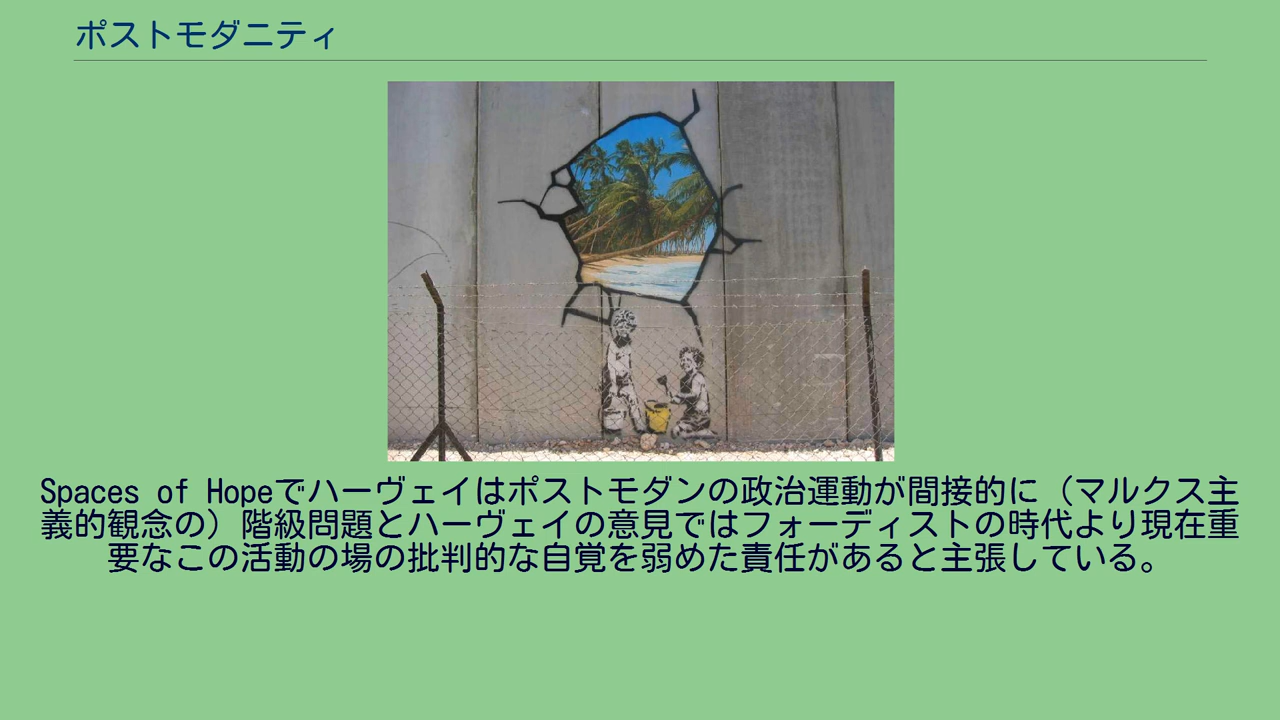 ポストモダニティ
Spaces of Hopeでハーヴェイはポストモダンの政治運動が間接的に（マルクス主
義的観念の）階級問題とハーヴェイの意見ではフォーディストの時代より現在重
要なこの活動の場の批判的な自覚を弱めた責任があると主張している。